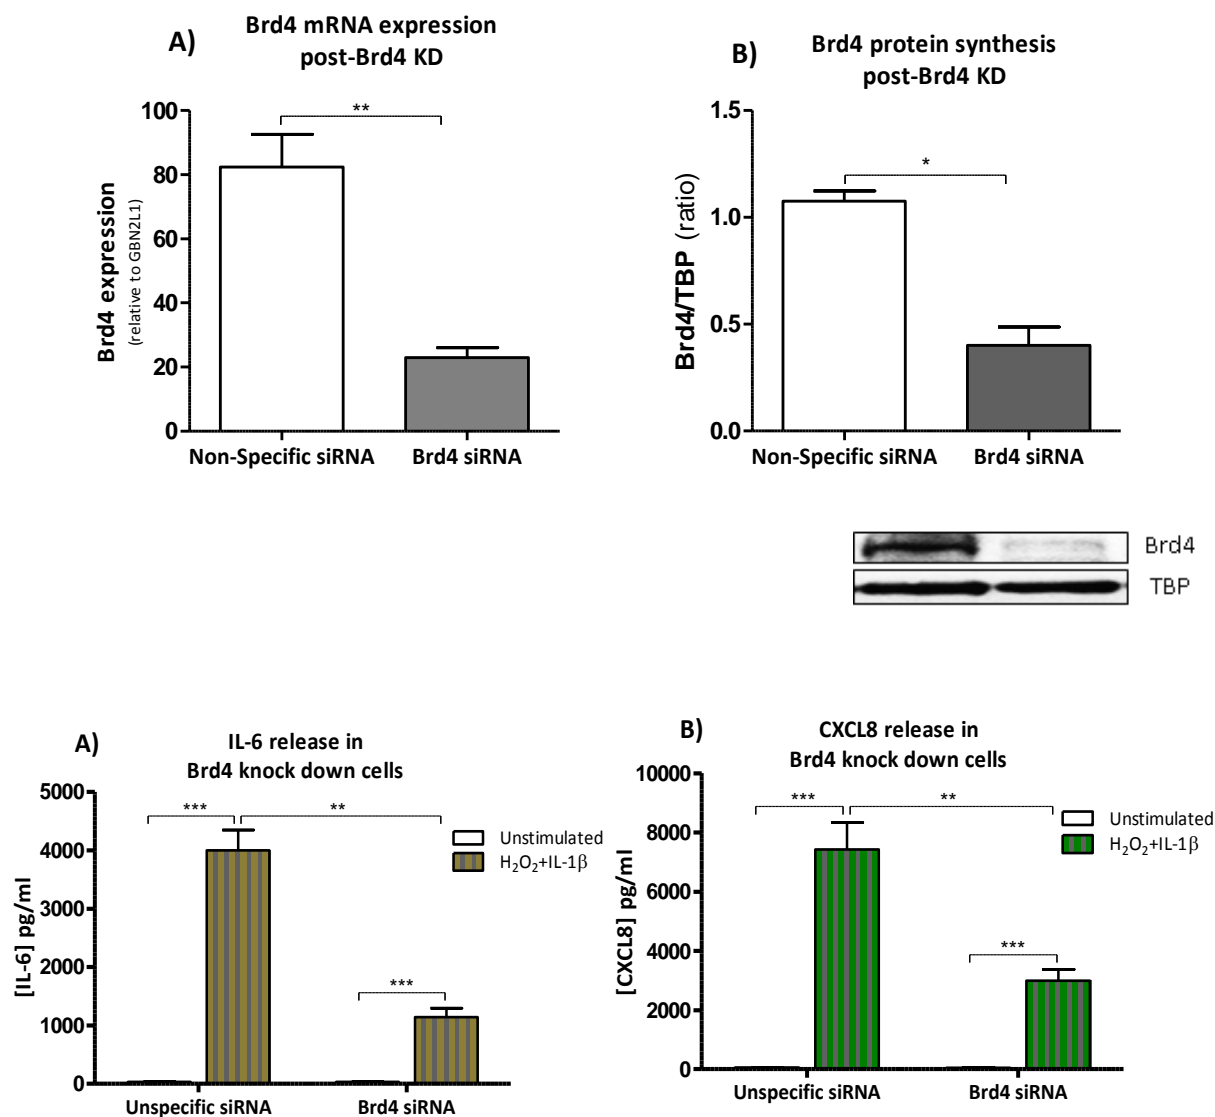 A)
Brd4 mRNA expression
post-Brd4 KD
**
100
80
60
40
20
0
Brd4 expression
(relative to GBN2L1)
Non-Specific siRNA
Brd4 siRNA
B)
Brd4 protein synthesis
post-Brd4 KD
*
1.5
1.0
0.5
0.0
Brd4/TBP (ratio)
Non-Specific siRNA
Brd4 siRNA
Brd4
TBP
A)
IL-6 release in
Brd4 knock down cells
5000
4000
3000
2000
1000
0
[IL-6] pg/ml
***
**
***
Unstimulated
H₂O₂+IL-1β
Unspecific siRNA
Brd4 siRNA
B)
CXCL8 release in
Brd4 knock down cells
10000
8000
6000
4000
2000
0
[CXCL8] pg/ml
***
**
***
Unstimulated
H₂O₂+IL-1β
Unspecific siRNA
Brd4 siRNA